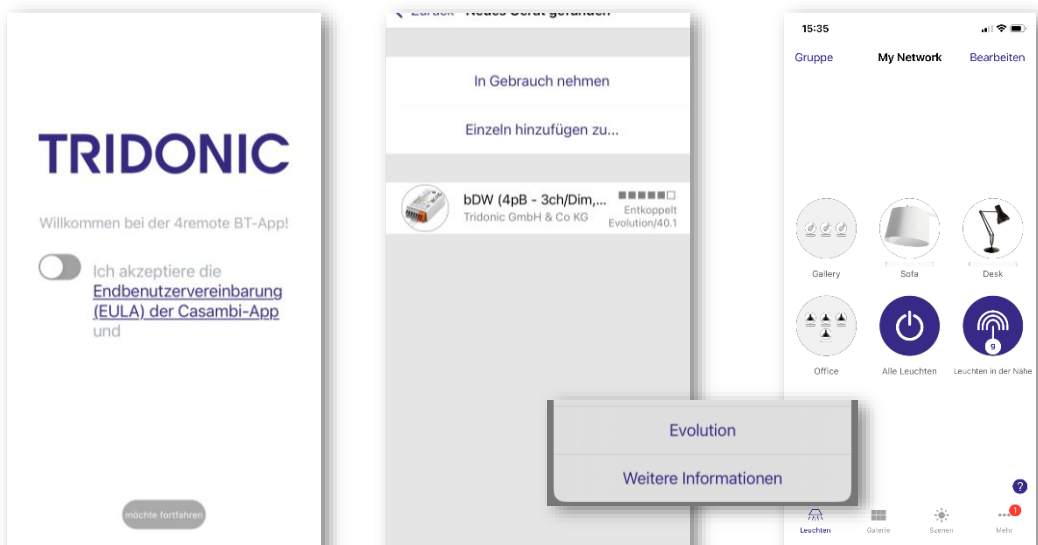 TRIDONIC
Willkommen bei der 4remote BT-App!
Ich akzeptiere die
Endbenutzervereinbarung
(EULA) der Casambi-App
und
möchte fortfahren
Zurück Neues Gerät gefunden
In Gebrauch nehmen
Einzeln hinzufügen zu...
bDW (4pB - 3ch/Dim,...
Tridonic GmbH & Co KG
Entkoppelt
Evolution/40.1
Evolution
Weitere Informationen
15:35
Gruppe My Network Bearbeiten
Gallery Sofa Desk
Office Alle Leuchten Leuchten in der Nähe
g
?
1
Leuchten Galerie Szenen Mehr